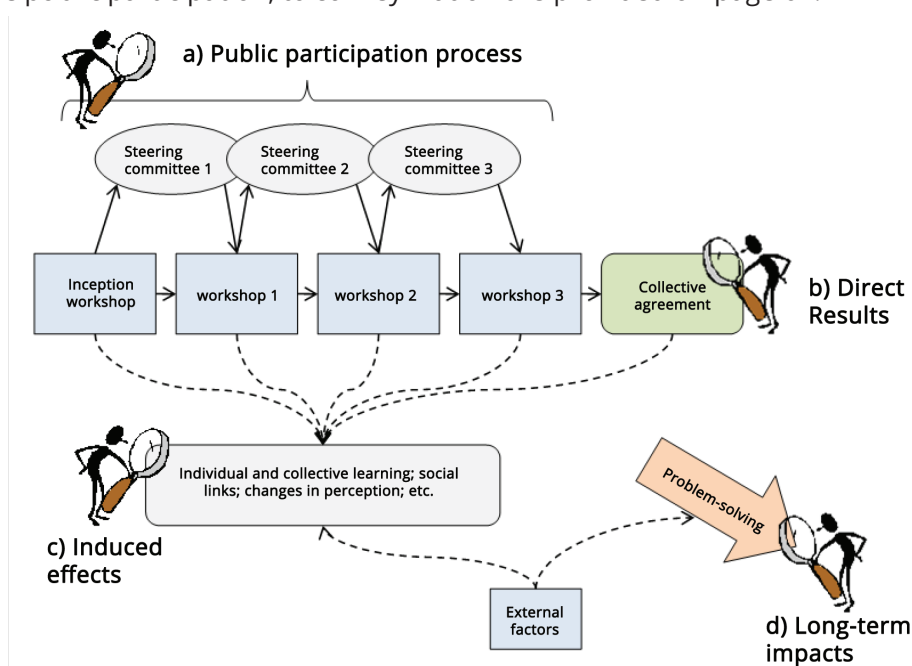 a) Public participation process
Steering
committee 1
Steering
committee 2
Steering
committee 3
Inception
workshop
workshop 1
workshop 2
workshop 3
Collective
agreement
b) Direct
Results
Individual and collective learning; social
links; changes in perception; etc.
Problem-solving
c) Induced
effects
External
factors
d) Long-term
impacts